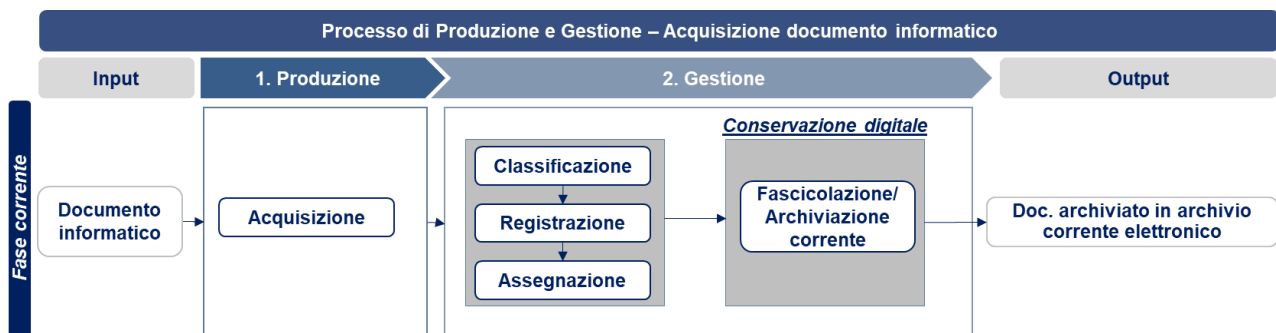 Processo di Produzione e Gestione – Acquisizione documento informatico
Input
1. Produzione
2. Gestione
Output
Fase corrente
Documento
informatico
Acquisizione
Classificazione
Registrazione
Assegnazione
Conservazione digitale
Fascicolazione/
Archiviazione
corrente
Doc. archiviato in archivio
corrente elettronico